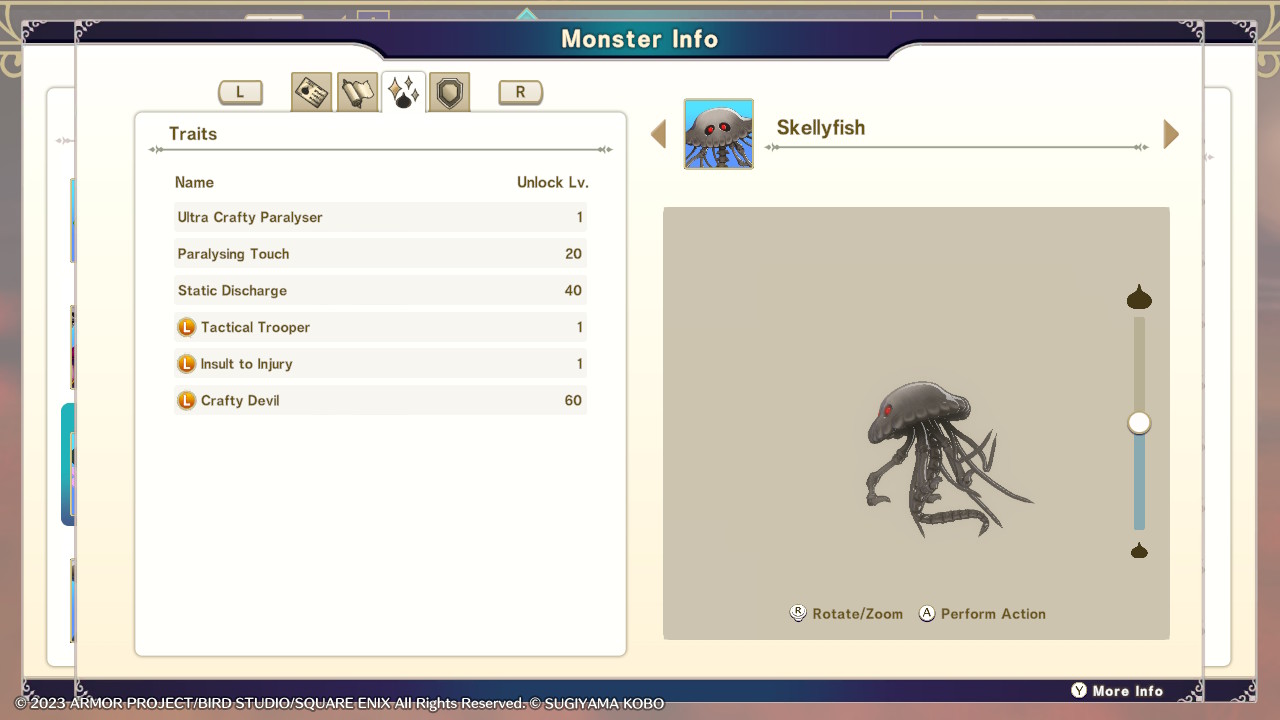 Monster Info
L
R
Traits
Name Unlock Lv.
Ultra Crafty Paralyser 1
Paralysing Touch 20
Static Discharge 40
L Tactical Trooper 1
L Insult to Injury 1
L Crafty Devil 60
Skellyfish
R Rotate/Zoom A Perform Action
Y More Info
© 2023 ARMOR PROJECT/BIRD STUDIO/SQUARE ENIX All Rights Reserved. © SUGIYAMA KOBO